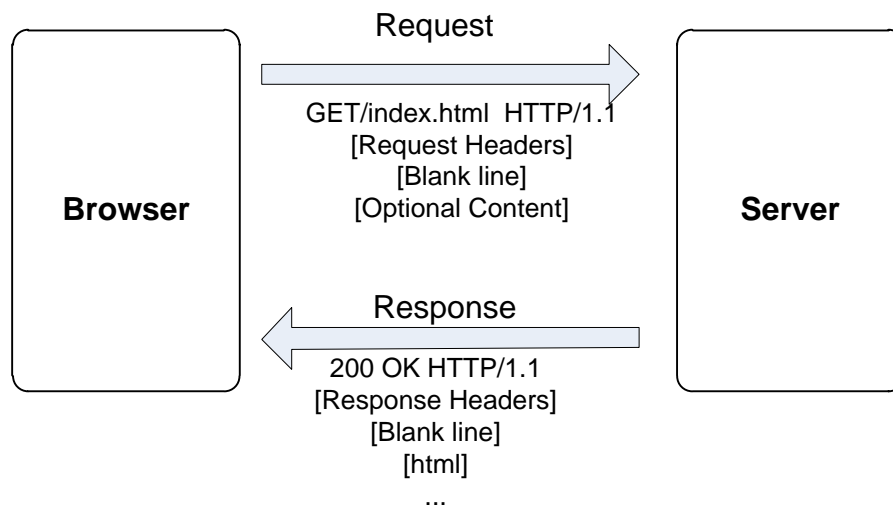 Request
GET/index.html HTTP/1.1
[Request Headers]
[Blank line]
[Optional Content]
Browser
Server
Response
200 OK HTTP/1.1
[Response Headers]
[Blank line]
[html]
...